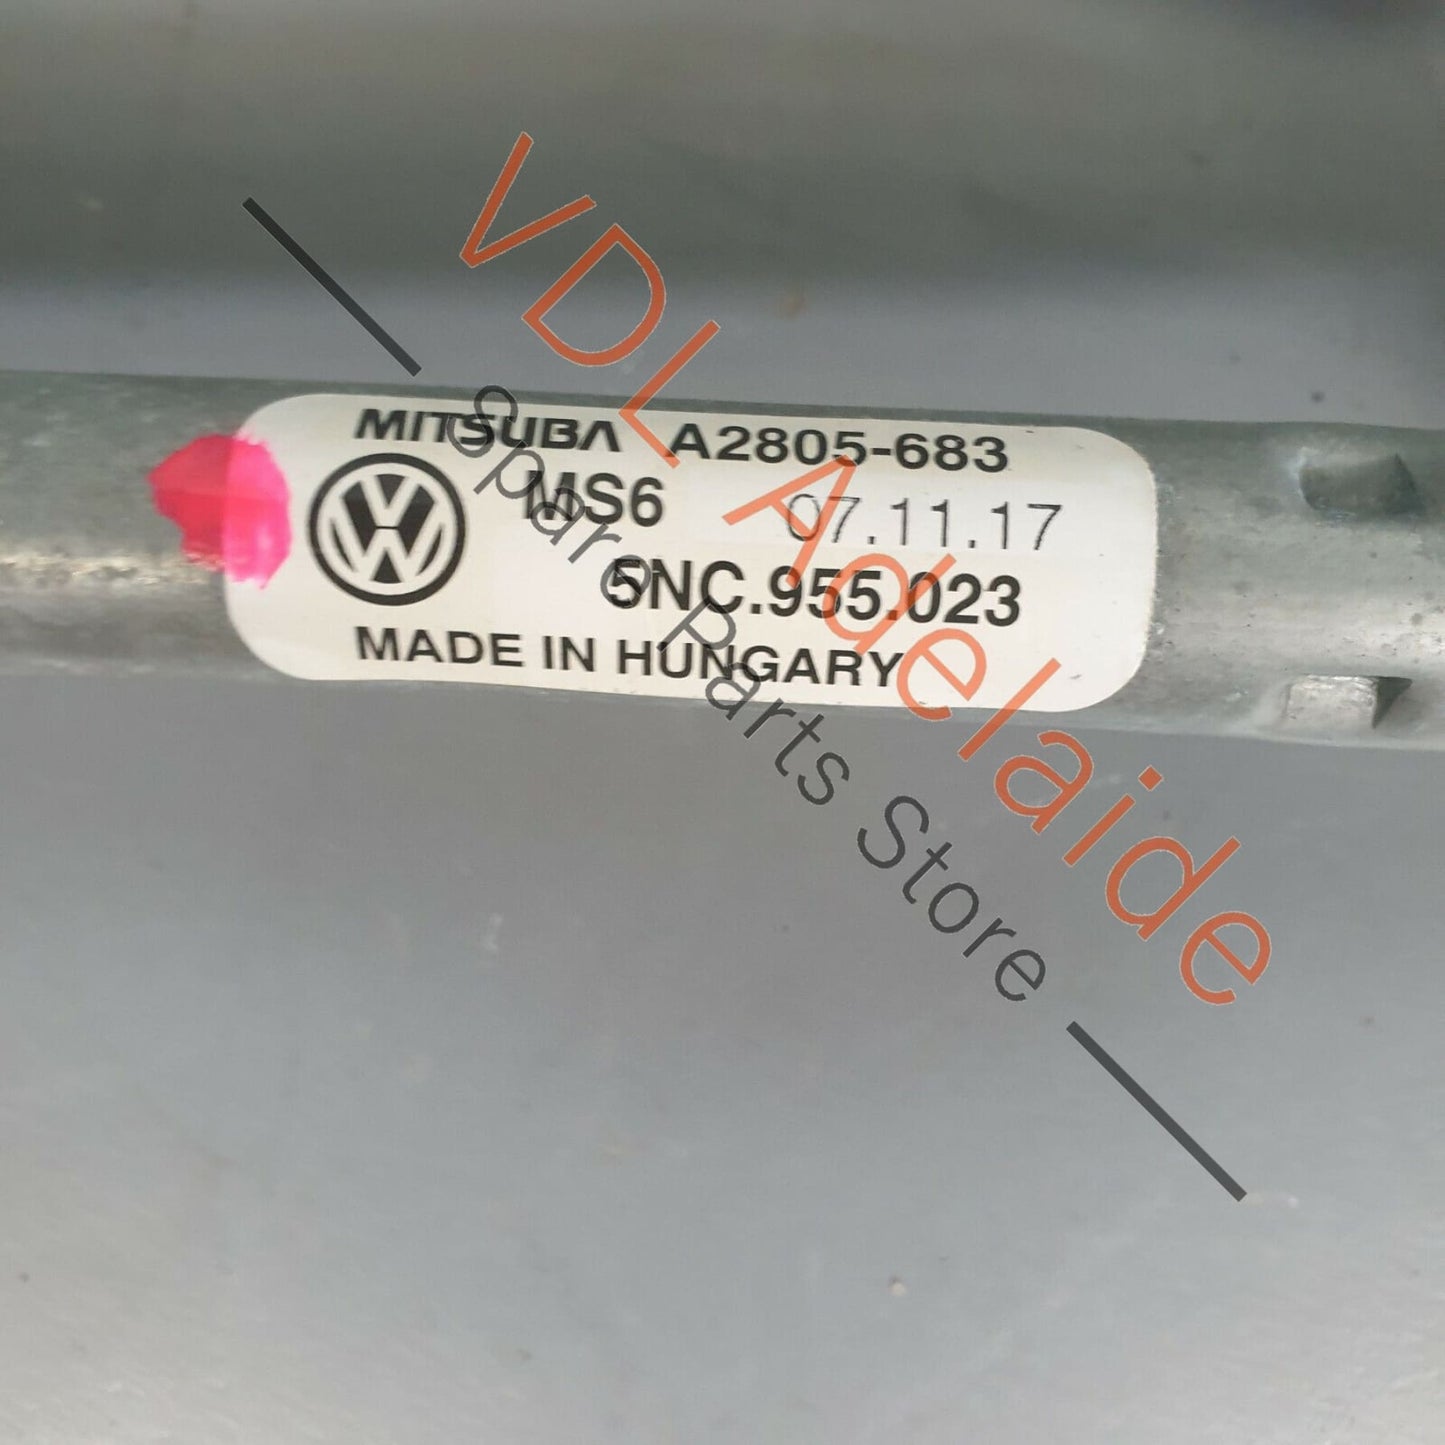 MITSUBA A2805-683
MS6 07.11.17
5NC.955.023
MADE IN HUNGARY
VDL Adelaide
Spare Parts Store